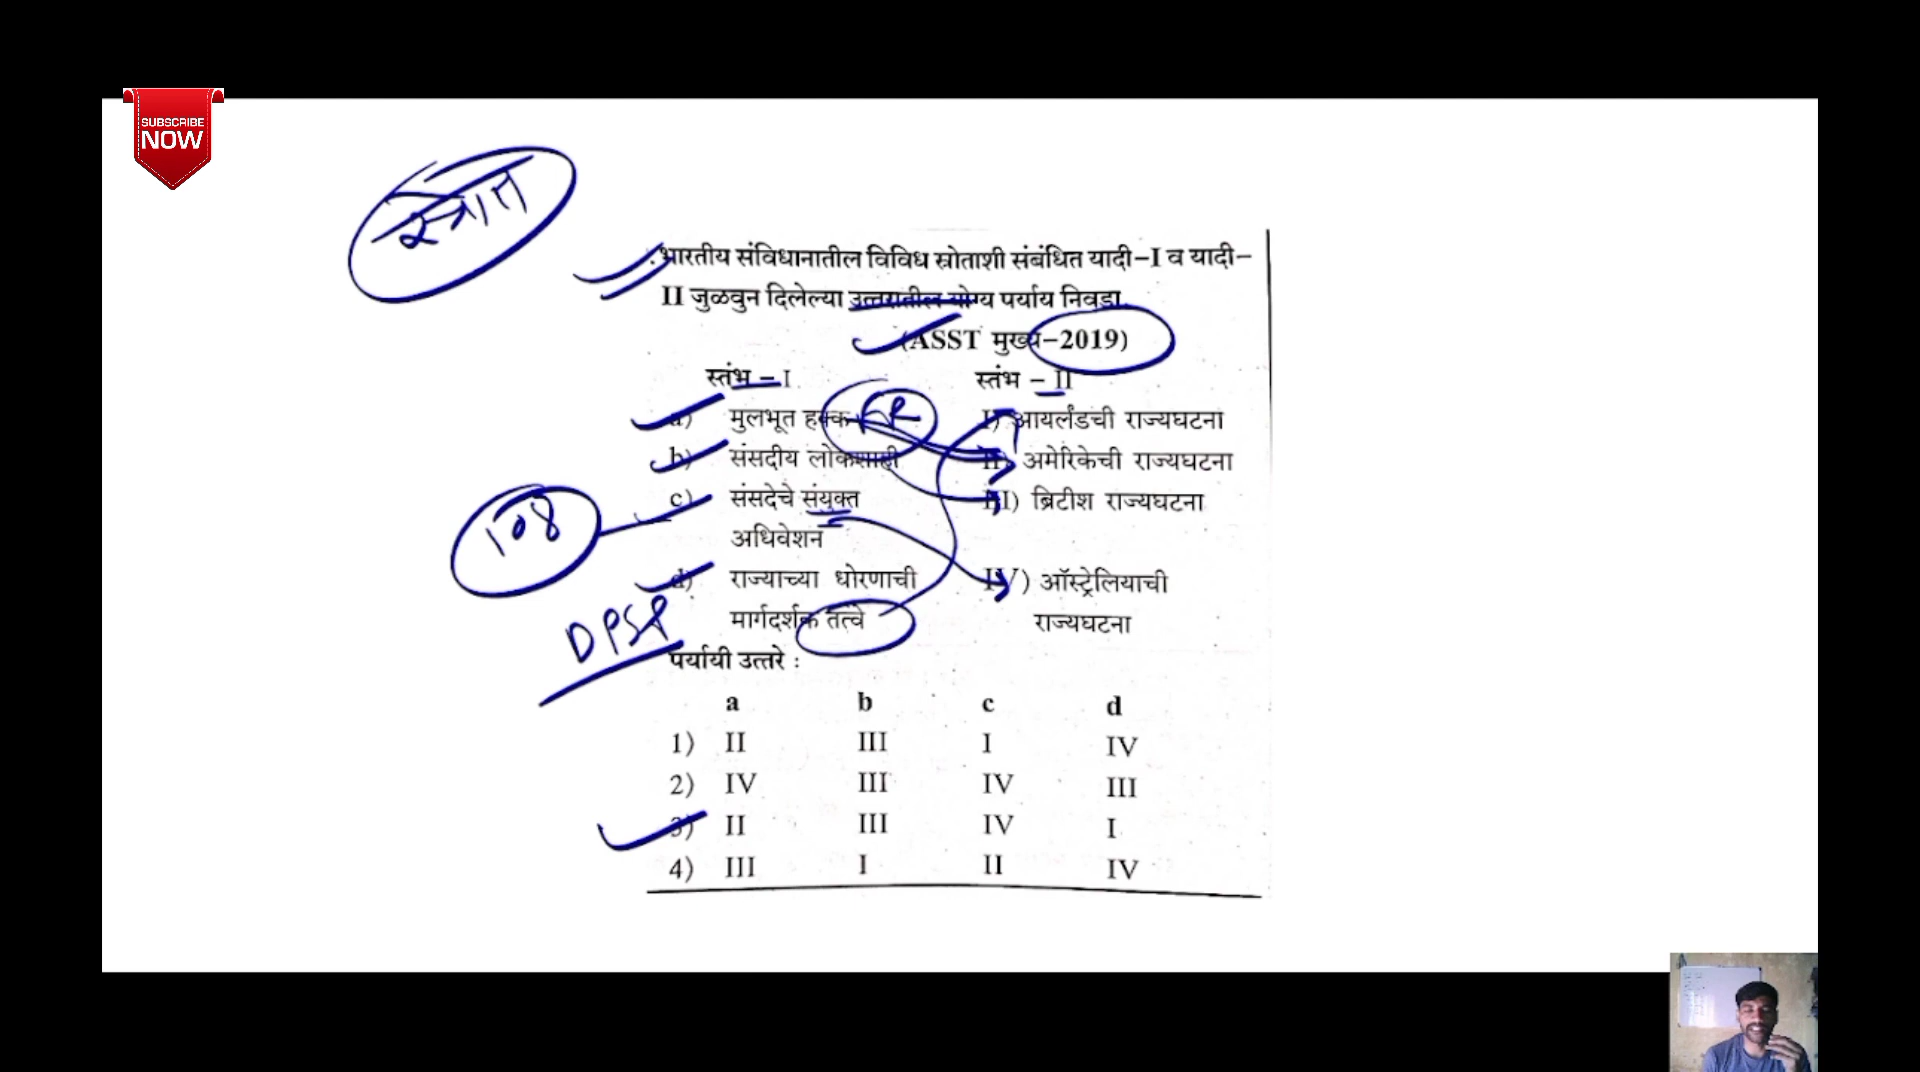 SUBSCRIBE
NOW
स्त्रोत
भारतीय संविधानातील विविध स्रोताशी संबंधित यादी-I व यादी-
II जुळवुन दिलेल्या उत्तरातील योग्य पर्याय निवडा.
(ASST मुख्य-2019)
स्तंभ - I स्तंभ - II
a) मुलभूत हक्क FR I) आयर्लंडची राज्यघटना
b) संसदीय लोकशाही II) अमेरिकेची राज्यघटना
108 c) संसदेचे संयुक्त III) ब्रिटीश राज्यघटना
अधिवेशन
d) राज्याच्या धोरणाची IV) ऑस्ट्रेलियाची
DPSP मार्गदर्शक तत्वे राज्यघटना
पर्यायी उत्तरे :
a b c d
1) II III I IV
2) IV III IV III
3) II III IV I
4) III I II IV